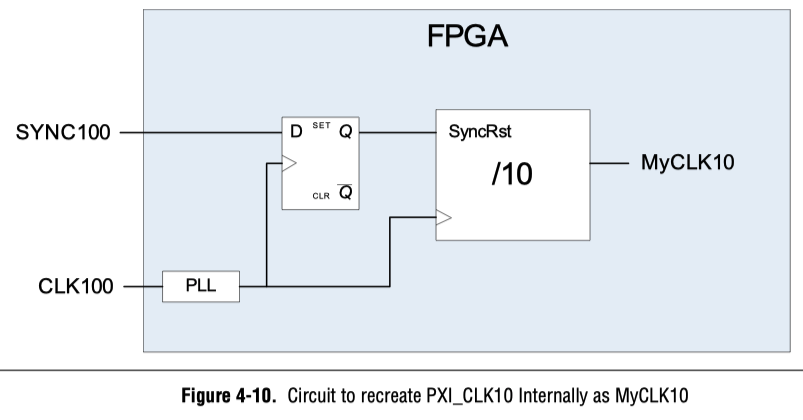 FPGA
SYNC100
D SET Q
CLR Q̅
SyncRst
/10
MyCLK10
CLK100
PLL
Figure 4-10. Circuit to recreate PXI_CLK10 Internally as MyCLK10